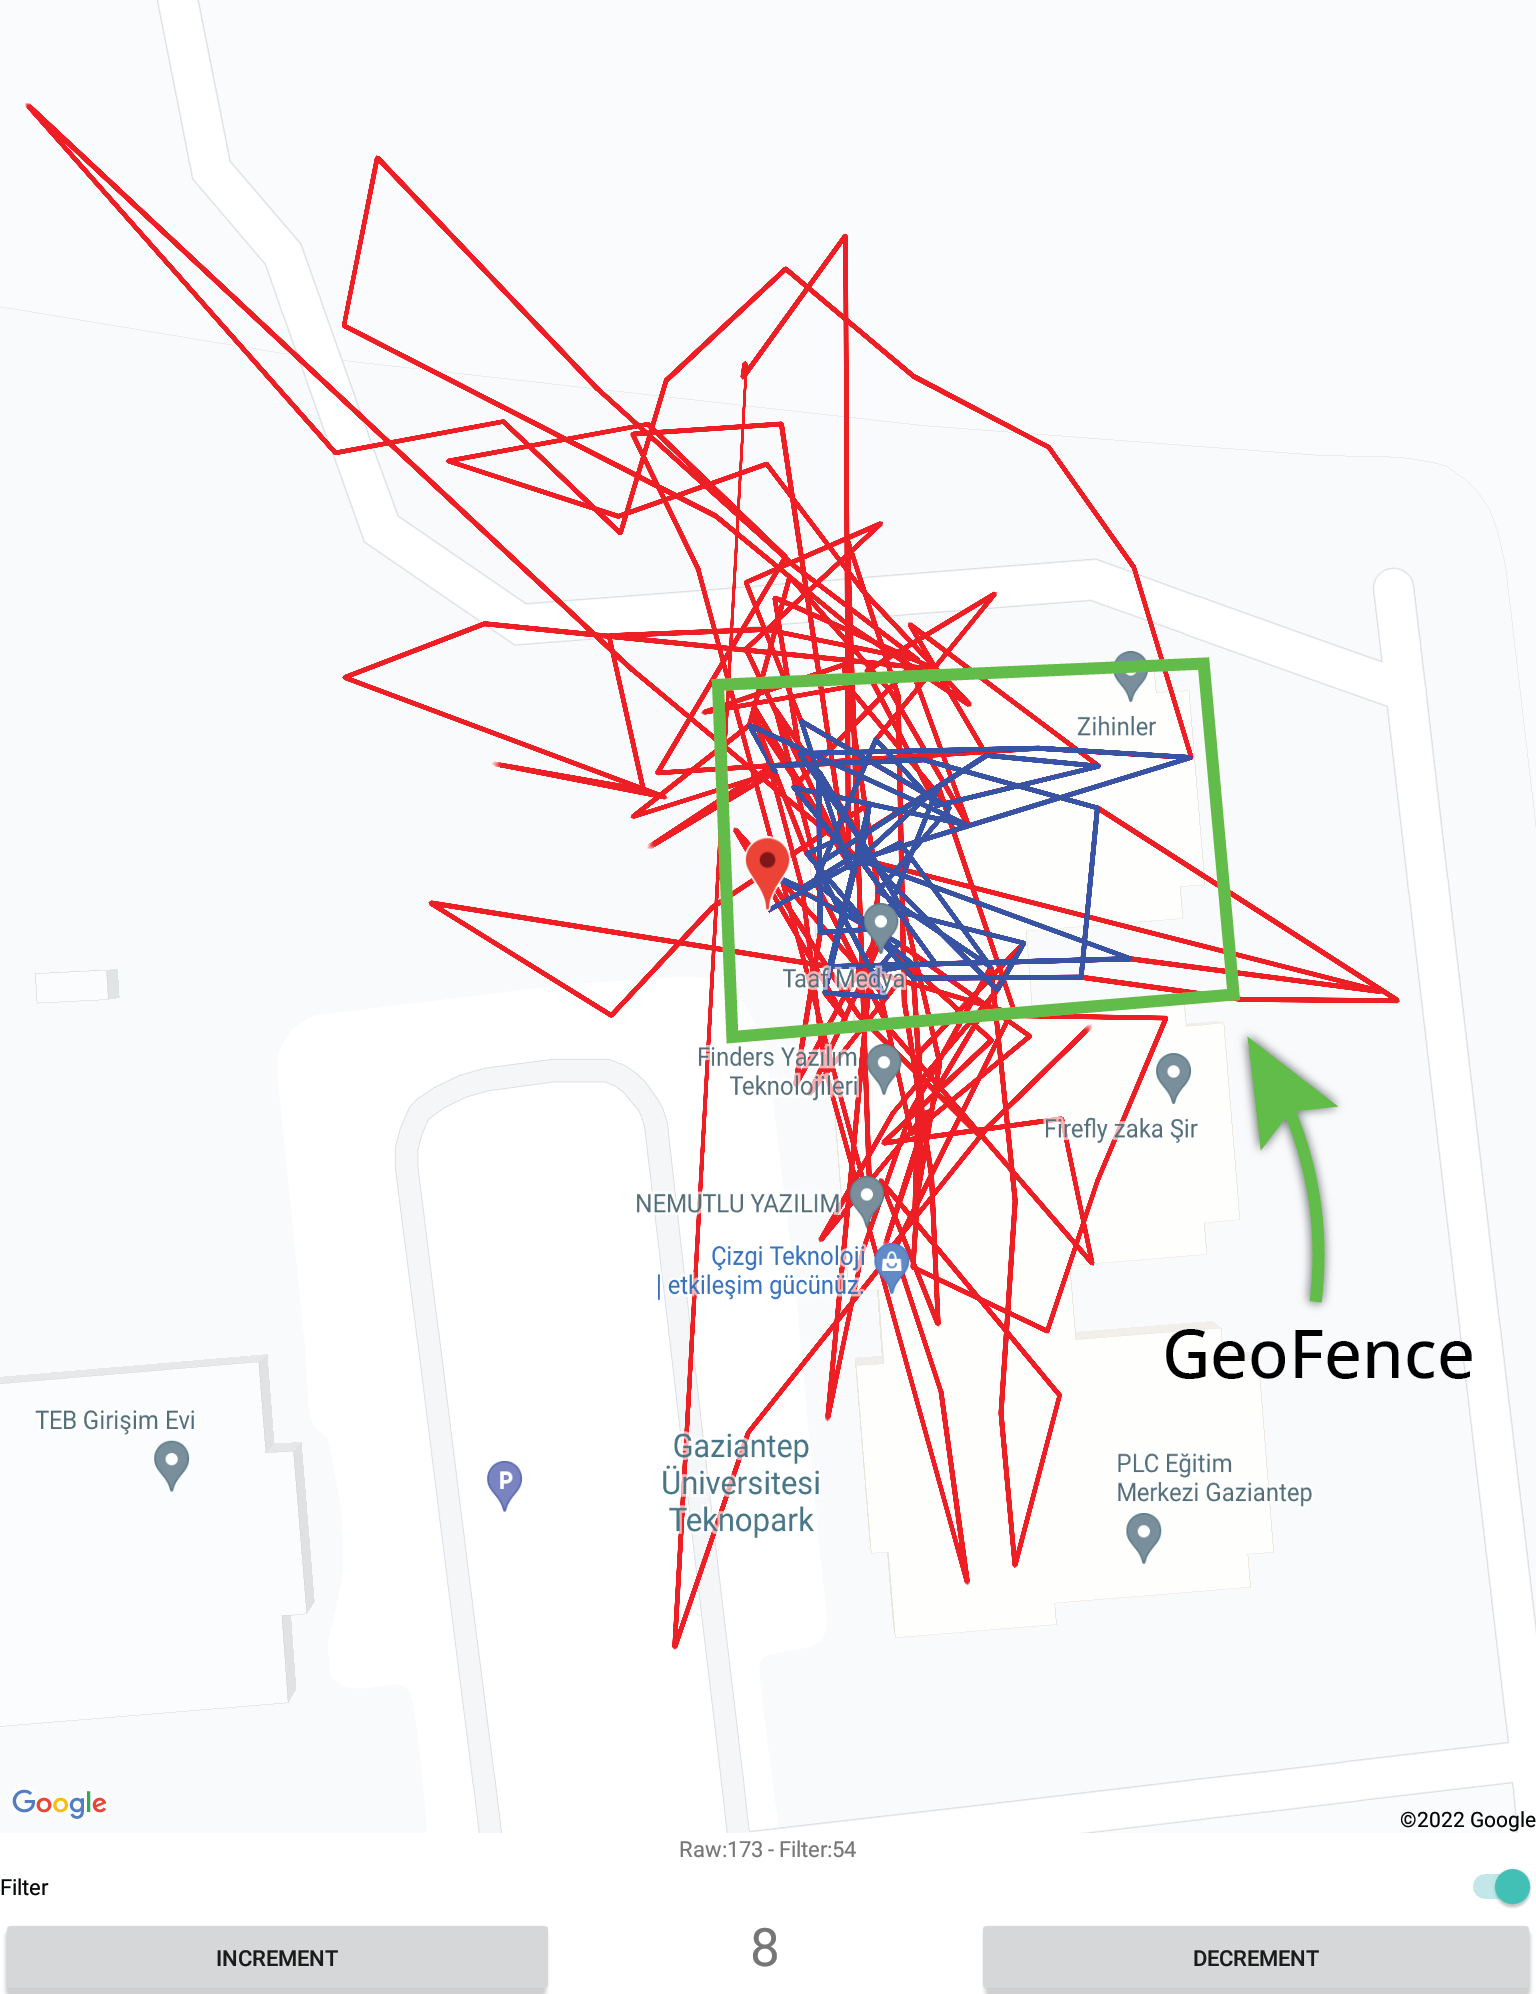 Zihinler
Taaf Medya
Finders Yazılım
Teknolojileri
Firefly zaka Şir
NEMUTLU YAZILIM
Çizgi Teknoloji
| etkileşim gücünüz.
GeoFence
TEB Girişim Evi
P
Gaziantep
Üniversitesi
Teknopark
PLC Eğitim
Merkezi Gaziantep
Google
©2022 Google
Raw:173 - Filter:54
Filter
INCREMENT
8
DECREMENT